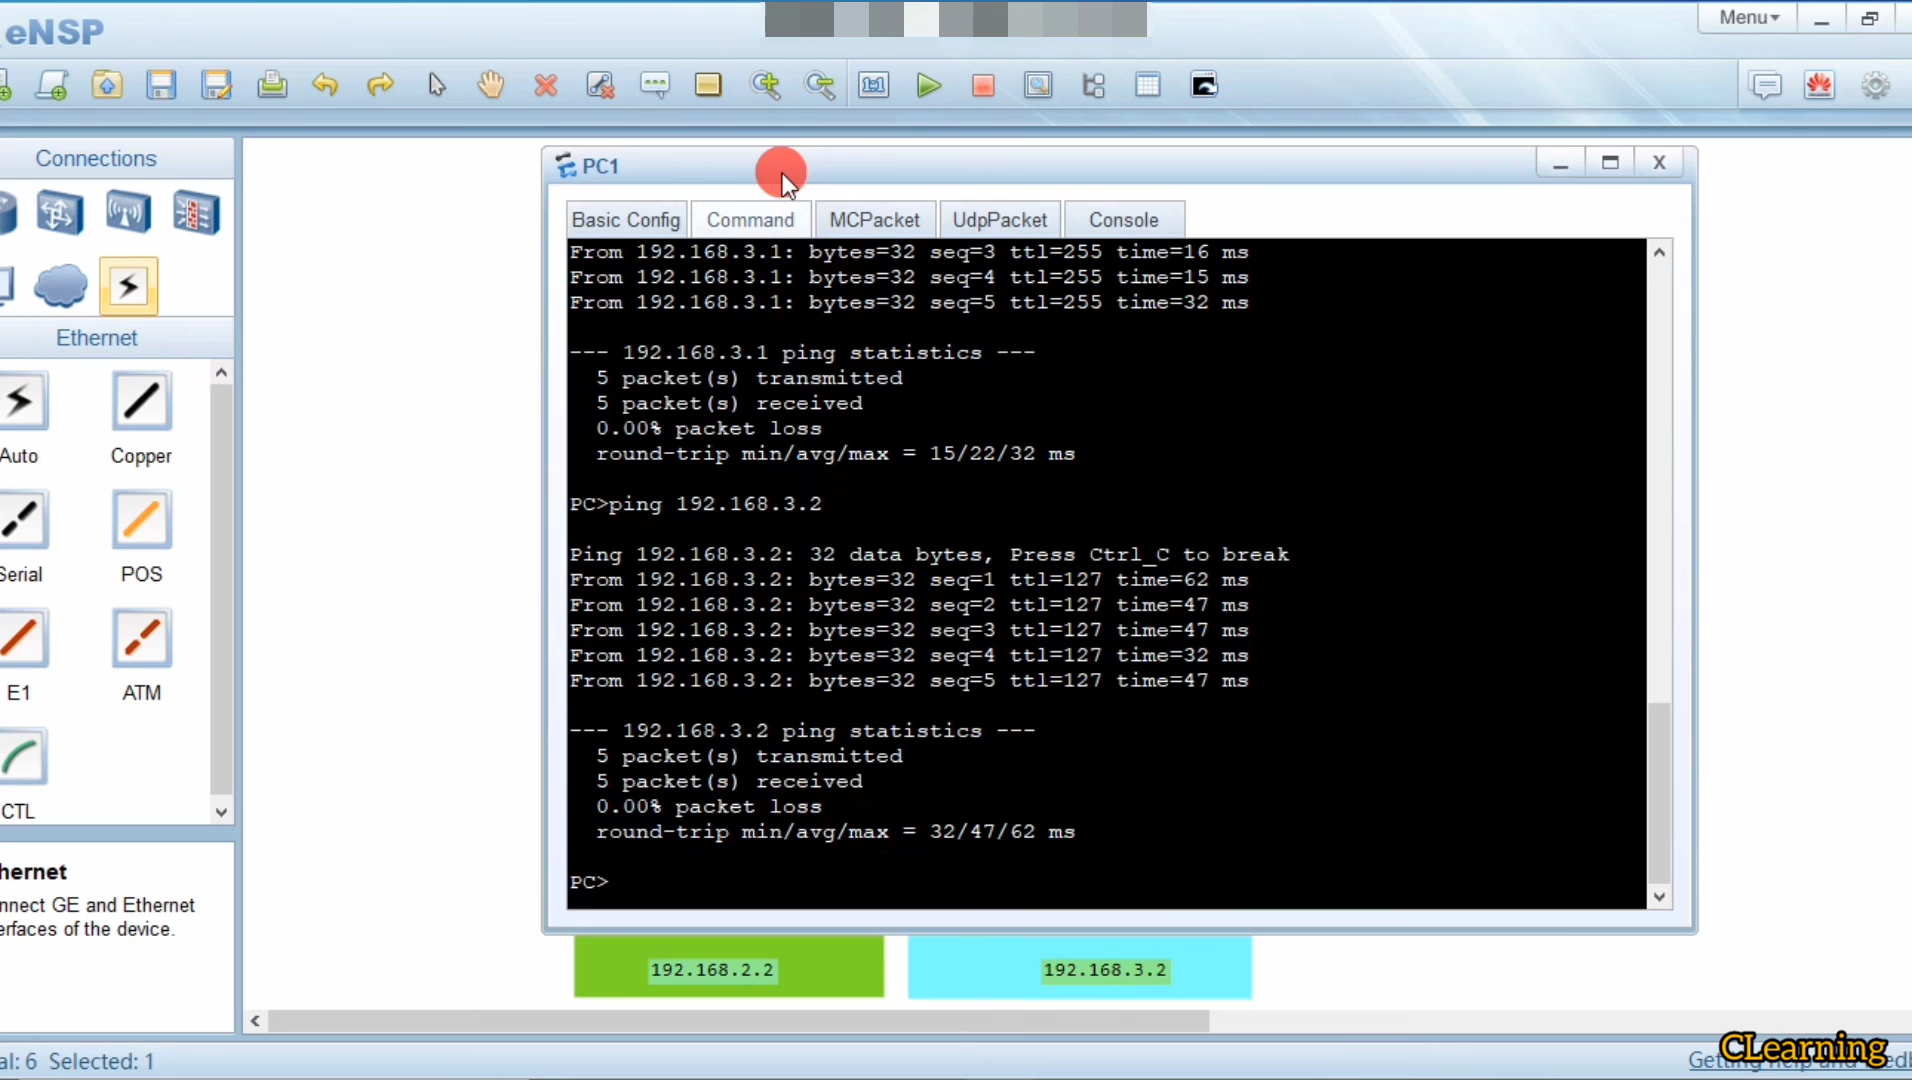 eNSP
Menu
Connections
Ethernet
Auto
Copper
Serial
POS
E1
ATM
CTL
hernet
nnect GE and Ethernet
erfaces of the device.
PC1
X
Basic Config
Command
MCPacket
UdpPacket
Console
From 192.168.3.1: bytes=32 seq=3 ttl=255 time=16 ms
From 192.168.3.1: bytes=32 seq=4 ttl=255 time=15 ms
From 192.168.3.1: bytes=32 seq=5 ttl=255 time=32 ms
--- 192.168.3.1 ping statistics ---
5 packet(s) transmitted
5 packet(s) received
0.00% packet loss
round-trip min/avg/max = 15/22/32 ms
PC>ping 192.168.3.2
Ping 192.168.3.2: 32 data bytes, Press Ctrl_C to break
From 192.168.3.2: bytes=32 seq=1 ttl=127 time=62 ms
From 192.168.3.2: bytes=32 seq=2 ttl=127 time=47 ms
From 192.168.3.2: bytes=32 seq=3 ttl=127 time=47 ms
From 192.168.3.2: bytes=32 seq=4 ttl=127 time=32 ms
From 192.168.3.2: bytes=32 seq=5 ttl=127 time=47 ms
--- 192.168.3.2 ping statistics ---
5 packet(s) transmitted
5 packet(s) received
0.00% packet loss
round-trip min/avg/max = 32/47/62 ms
PC>
192.168.2.2
192.168.3.2
al: 6 Selected: 1
CLearning